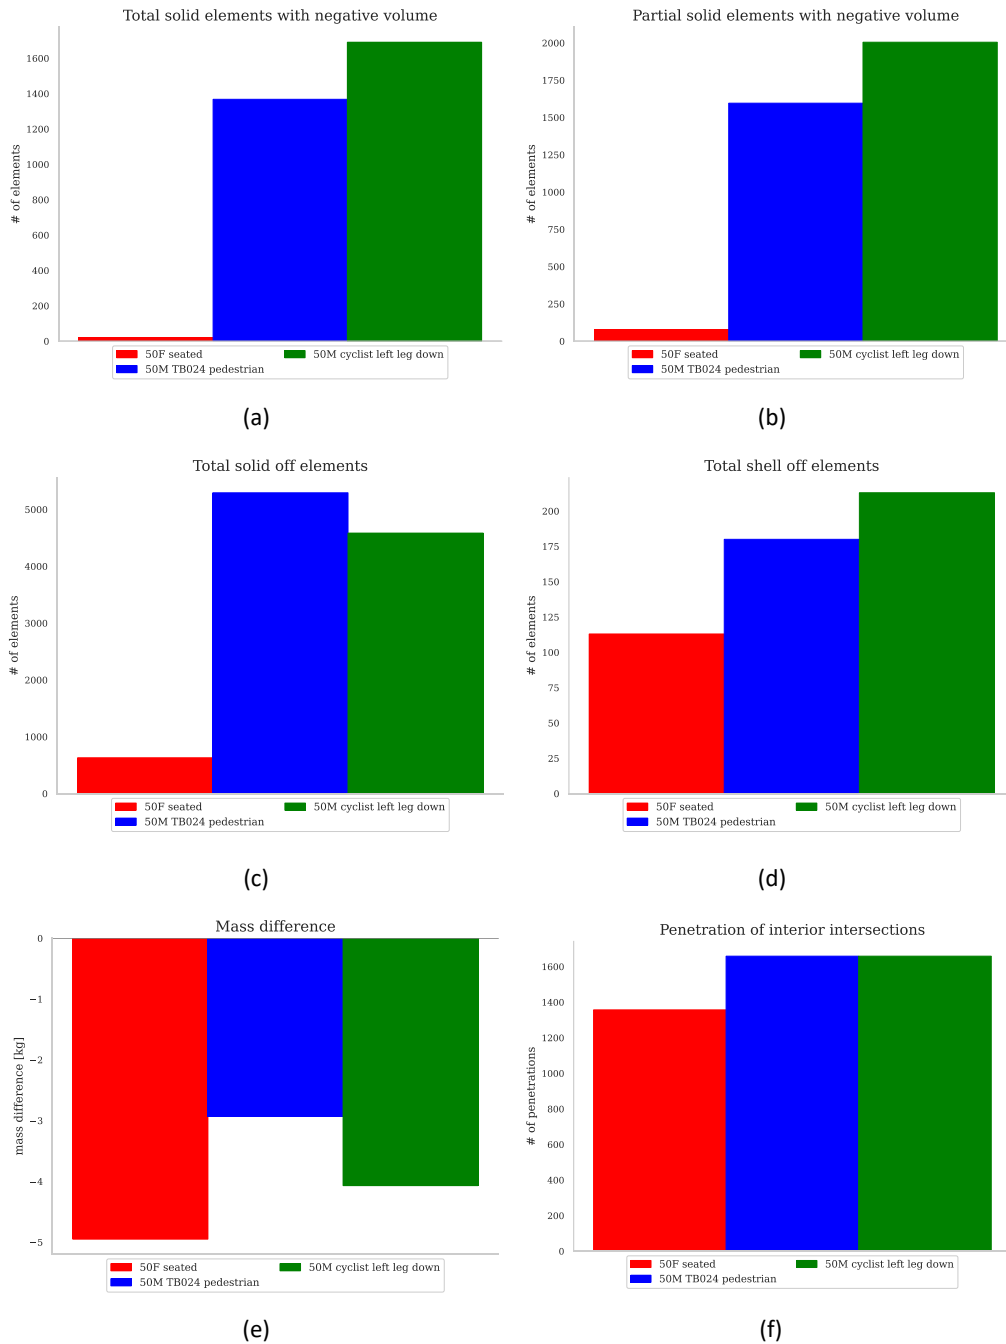 Total solid elements with negative volume
# of elements
1600
1400
1200
1000
800
600
400
200
0
50F seated
50M TB024 pedestrian
50M cyclist left leg down
(a)
Partial solid elements with negative volume
# of elements
2000
1750
1500
1250
1000
750
500
250
0
50F seated
50M TB024 pedestrian
50M cyclist left leg down
(b)
Total solid off elements
# of elements
5000
4000
3000
2000
1000
0
50F seated
50M TB024 pedestrian
50M cyclist left leg down
(c)
Total shell off elements
# of elements
200
175
150
125
100
75
50
25
0
50F seated
50M TB024 pedestrian
50M cyclist left leg down
(d)
Mass difference
mass difference [kg]
0
−1
−2
−3
−4
−5
50F seated
50M TB024 pedestrian
50M cyclist left leg down
(e)
Penetration of interior intersections
# of penetrations
1600
1400
1200
1000
800
600
400
200
0
50F seated
50M TB024 pedestrian
50M cyclist left leg down
(f)